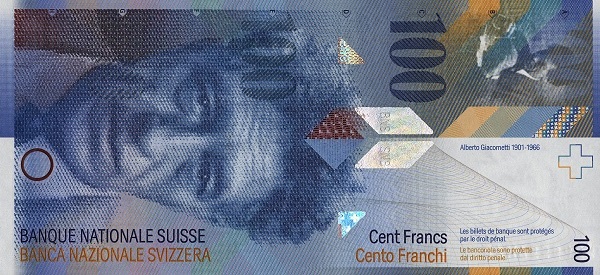 100
100
Alberto Giacometti 1901-1966
BANQUE NATIONALE SUISSE
BANCA NAZIONALE SVIZZERA
Cent Francs
Cento Franchi
Les billets de banque sont protégés
par le droit pénal.
Le banconote sono protette
dal diritto penale.
100